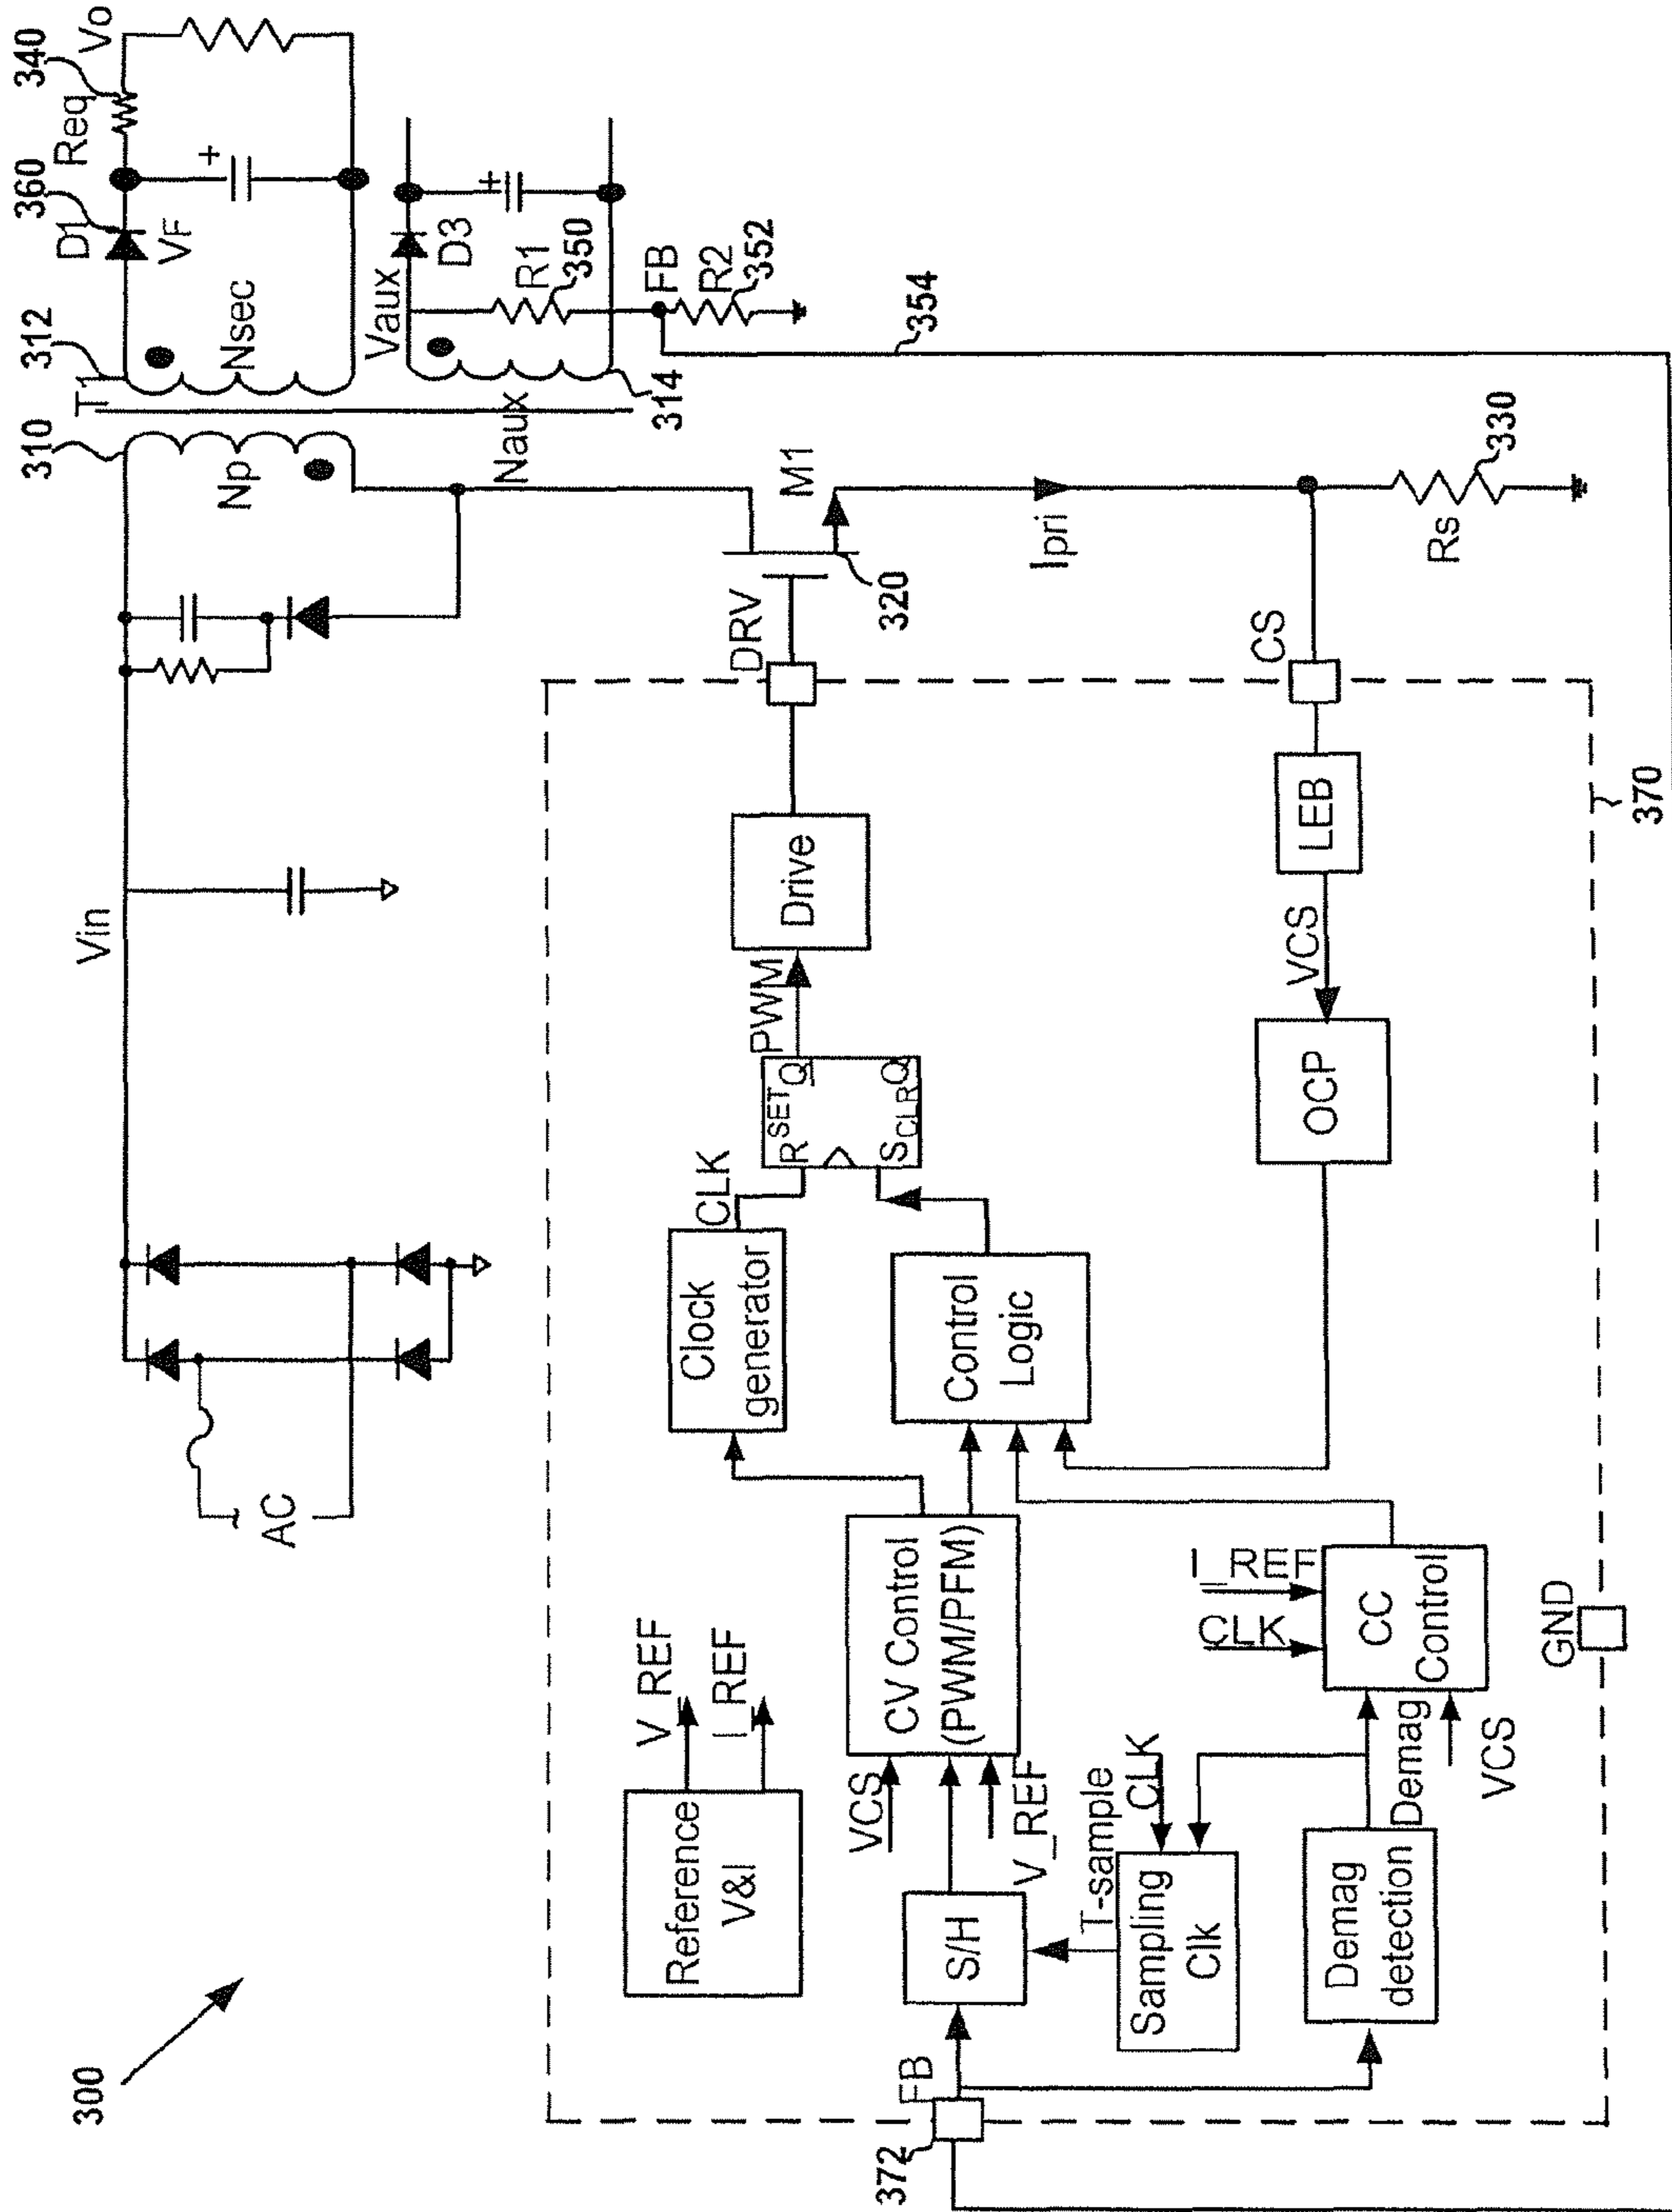 300
AC
Vin
T1
310
Np
312
Nsec
D1
360
VF
Req
340
Vo
Vaux
Naux
314
D3
R1
350
FB
R2
352
354
M1
320
Ipri
Rs
330
DRV
CS
370
372
FB
GND
Reference
V&I
V_REF
I_REF
S/H
VCS
V_REF
CV Control
(PWM/PFM)
Clock
generator
CLK
Control
Logic
R SET Q
S CLR Q
PWM
Drive
LEB
VCS
OCP
T-sample
CLK
Sampling
Clk
Demag
detection
Demag
VCS
CLK
I_REF
CC
Control